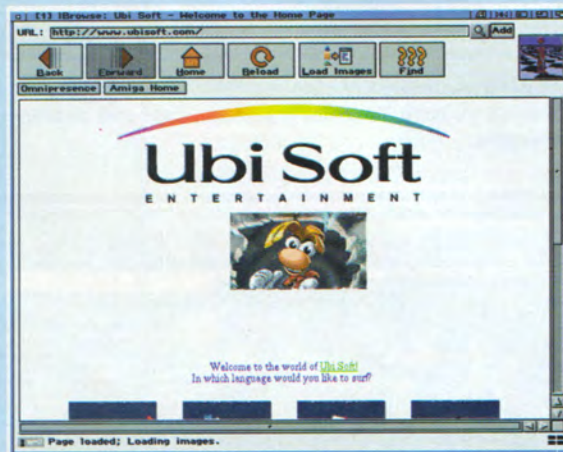 [1] IBrowse: Ubi Soft - Welcome to the Home Page
URL: http://www.ubisoft.com/ Add
Back Forward Home Reload Load Images Find
Omnipresence Amiga Home
Ubi Soft
ENTERTAINMENT
Welcome to the world of Ubi Soft!
In which language would you like to surf?
Page loaded; Loading images.